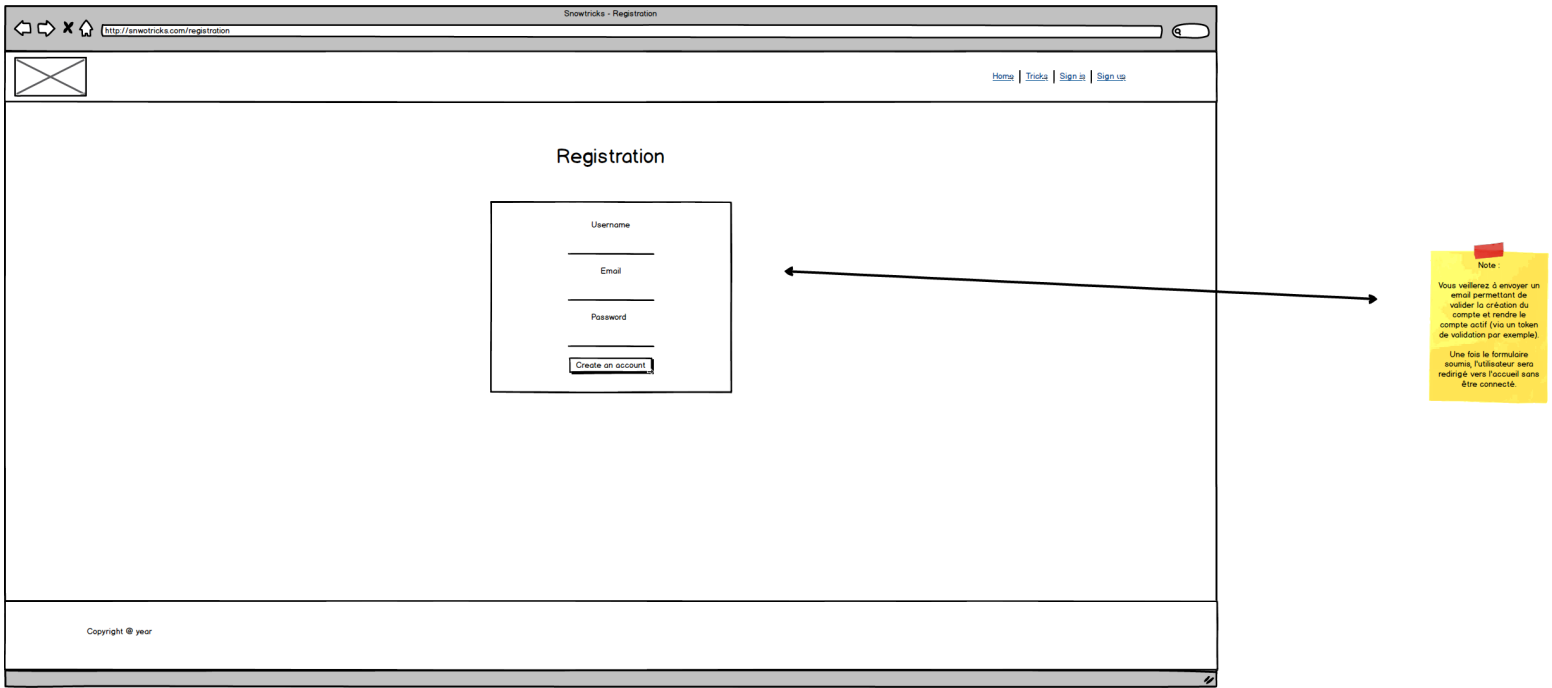 Snowtricks - Registration
http://snwotricks.com/registration
Home | Tricks | Sign in | Sign up
Registration
Username
Email
Password
Create an account
Note :
Vous veillerez à envoyer un
email permettant de
valider la création du
compte et rendre le
compte actif (via un token
de validation par exemple).
Une fois le formulaire
soumis, l'utilisateur sera
redirigé vers l'accueil sans
être connecté.
Copyright @ year